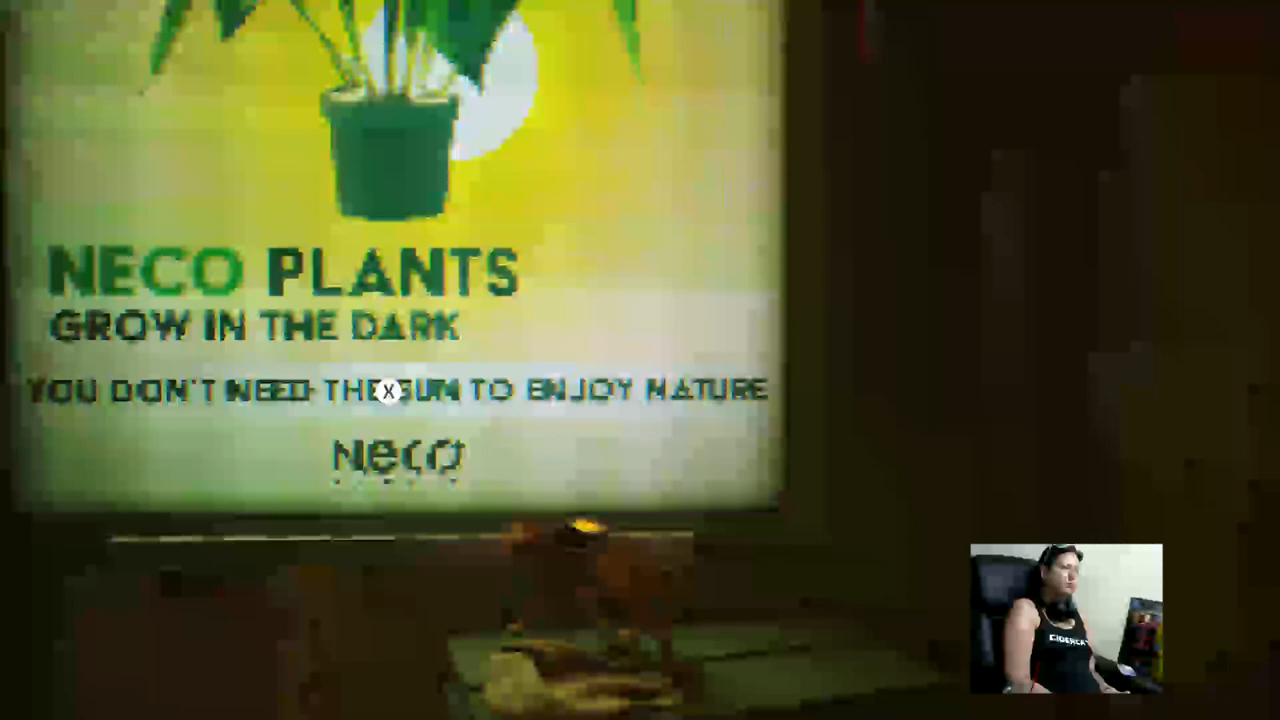 NECO PLANTS
GROW IN THE DARK
YOU DON'T NEED THE SUN TO ENJOY NATURE
X
Neco